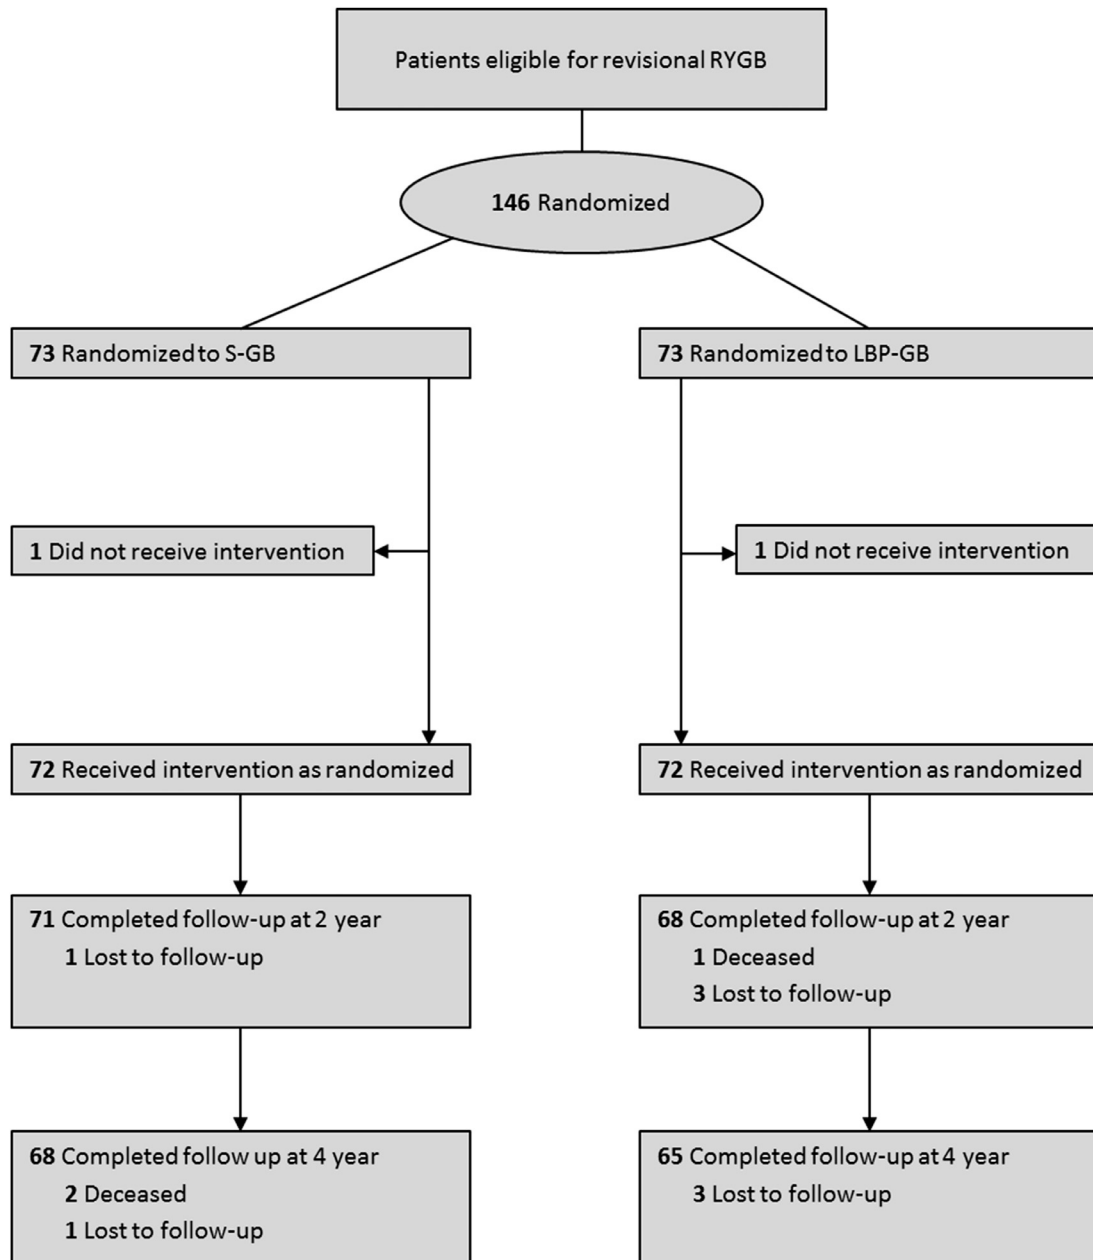 Patients eligible for revisional RYGB
146 Randomized
73 Randomized to S-GB
73 Randomized to LBP-GB
1 Did not receive intervention
1 Did not receive intervention
72 Received intervention as randomized
72 Received intervention as randomized
71 Completed follow-up at 2 year
1 Lost to follow-up
68 Completed follow-up at 2 year
1 Deceased
3 Lost to follow-up
68 Completed follow up at 4 year
2 Deceased
1 Lost to follow-up
65 Completed follow-up at 4 year
3 Lost to follow-up